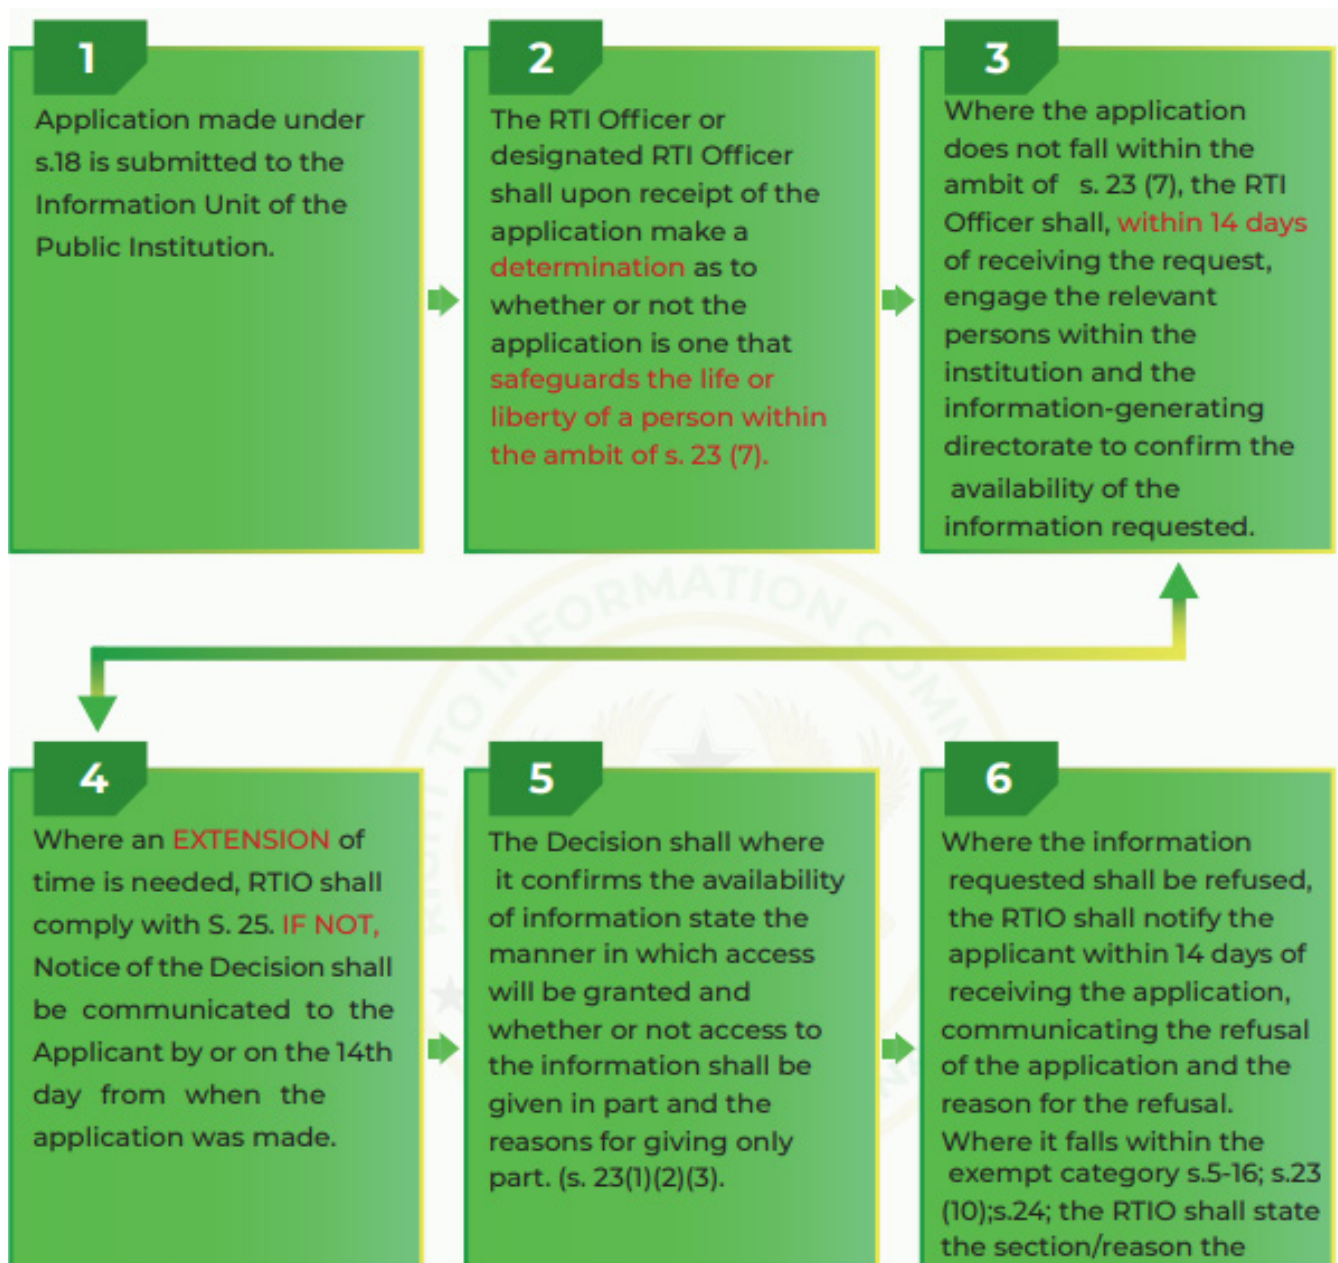 1
Application made under
s.18 is submitted to the
Information Unit of the
Public Institution.
2
The RTI Officer or
designated RTI Officer
shall upon receipt of the
application make a
determination as to
whether or not the
application is one that
safeguards the life or
liberty of a person within
the ambit of s. 23 (7).
3
Where the application
does not fall within the
ambit of s. 23 (7), the RTI
Officer shall, within 14 days
of receiving the request,
engage the relevant
persons within the
institution and the
information-generating
directorate to confirm the
availability of the
information requested.
4
Where an EXTENSION of
time is needed, RTIO shall
comply with S. 25. IF NOT,
Notice of the Decision shall
be communicated to the
Applicant by or on the 14th
day from when the
application was made.
5
The Decision shall where
it confirms the availability
of information state the
manner in which access
will be granted and
whether or not access to
the information shall be
given in part and the
reasons for giving only
part. (s. 23(1)(2)(3).
6
Where the information
requested shall be refused,
the RTIO shall notify the
applicant within 14 days of
receiving the application,
communicating the refusal
of the application and the
reason for the refusal.
Where it falls within the
exempt category s.5-16; s.23
(10);s.24; the RTIO shall state
the section/reason the
RIGHT TO INFORMATION